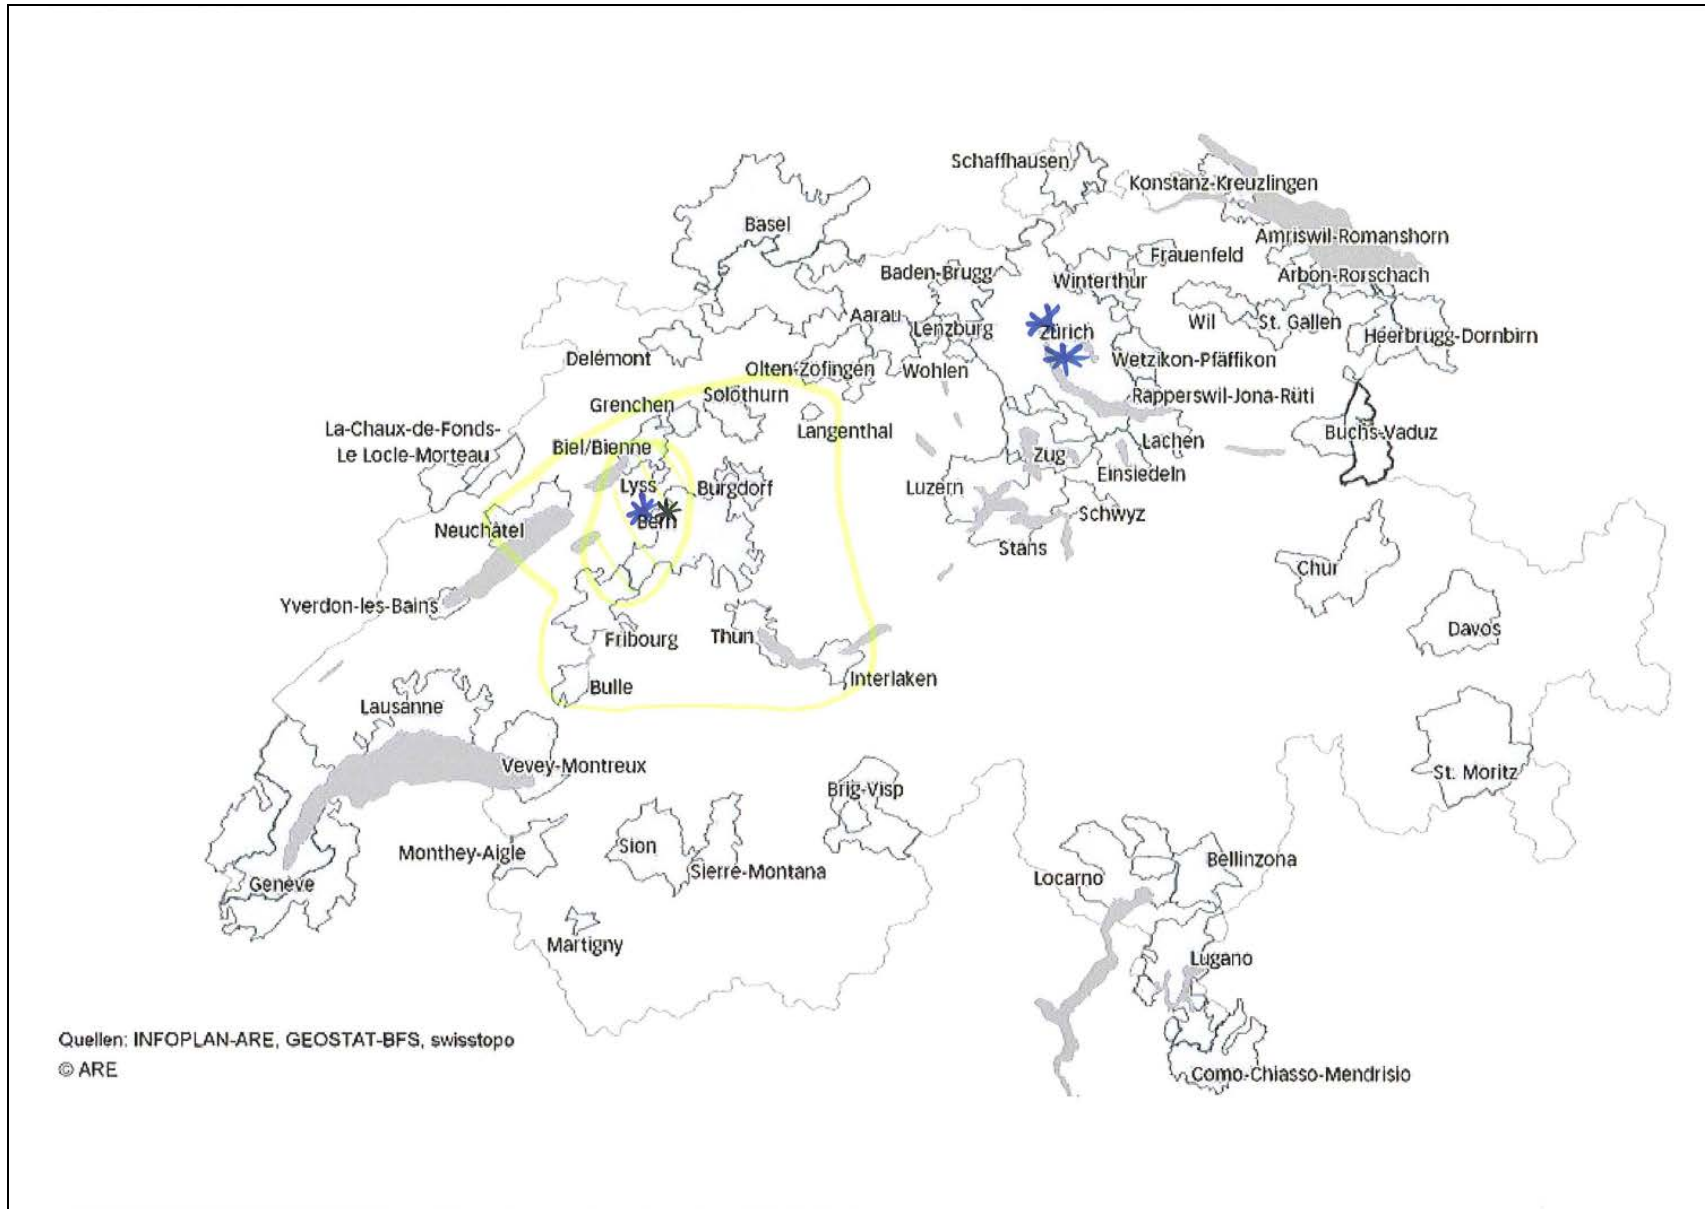 Schaffhausen
Konstanz-Kreuzlingen
Basel
Amriswil-Romanshorn
Frauenfeld
Baden-Brugg
Winterthur
Arbon-Rorschach
Aarau
Lenzburg
Zürich
Wil
St. Gallen
Heerbrugg-Dornbirn
Delémont
Olten-Zofingen
Wohlen
Wetzikon-Pfäffikon
Grenchen
Solothurn
Rapperswil-Jona-Rüti
La-Chaux-de-Fonds-
Le Locle-Morteau
Langenthal
Buchs-Vaduz
Biel/Bienne
Lachen
Zug
Einsiedeln
Lyss
Burgdorf
Luzern
Schwyz
Bern
Neuchâtel
Stans
Chur
Yverdon-les-Bains
Davos
Fribourg
Thun
Interlaken
Bulle
Lausanne
Vevey-Montreux
St. Moritz
Brig-Visp
Sion
Monthey-Aigle
Bellinzona
Sierre-Montana
Locarno
Genève
Martigny
Lugano
Quellen: INFOPLAN-ARE, GEOSTAT-BFS, swisstopo
© ARE
Como-Chiasso-Mendrisio